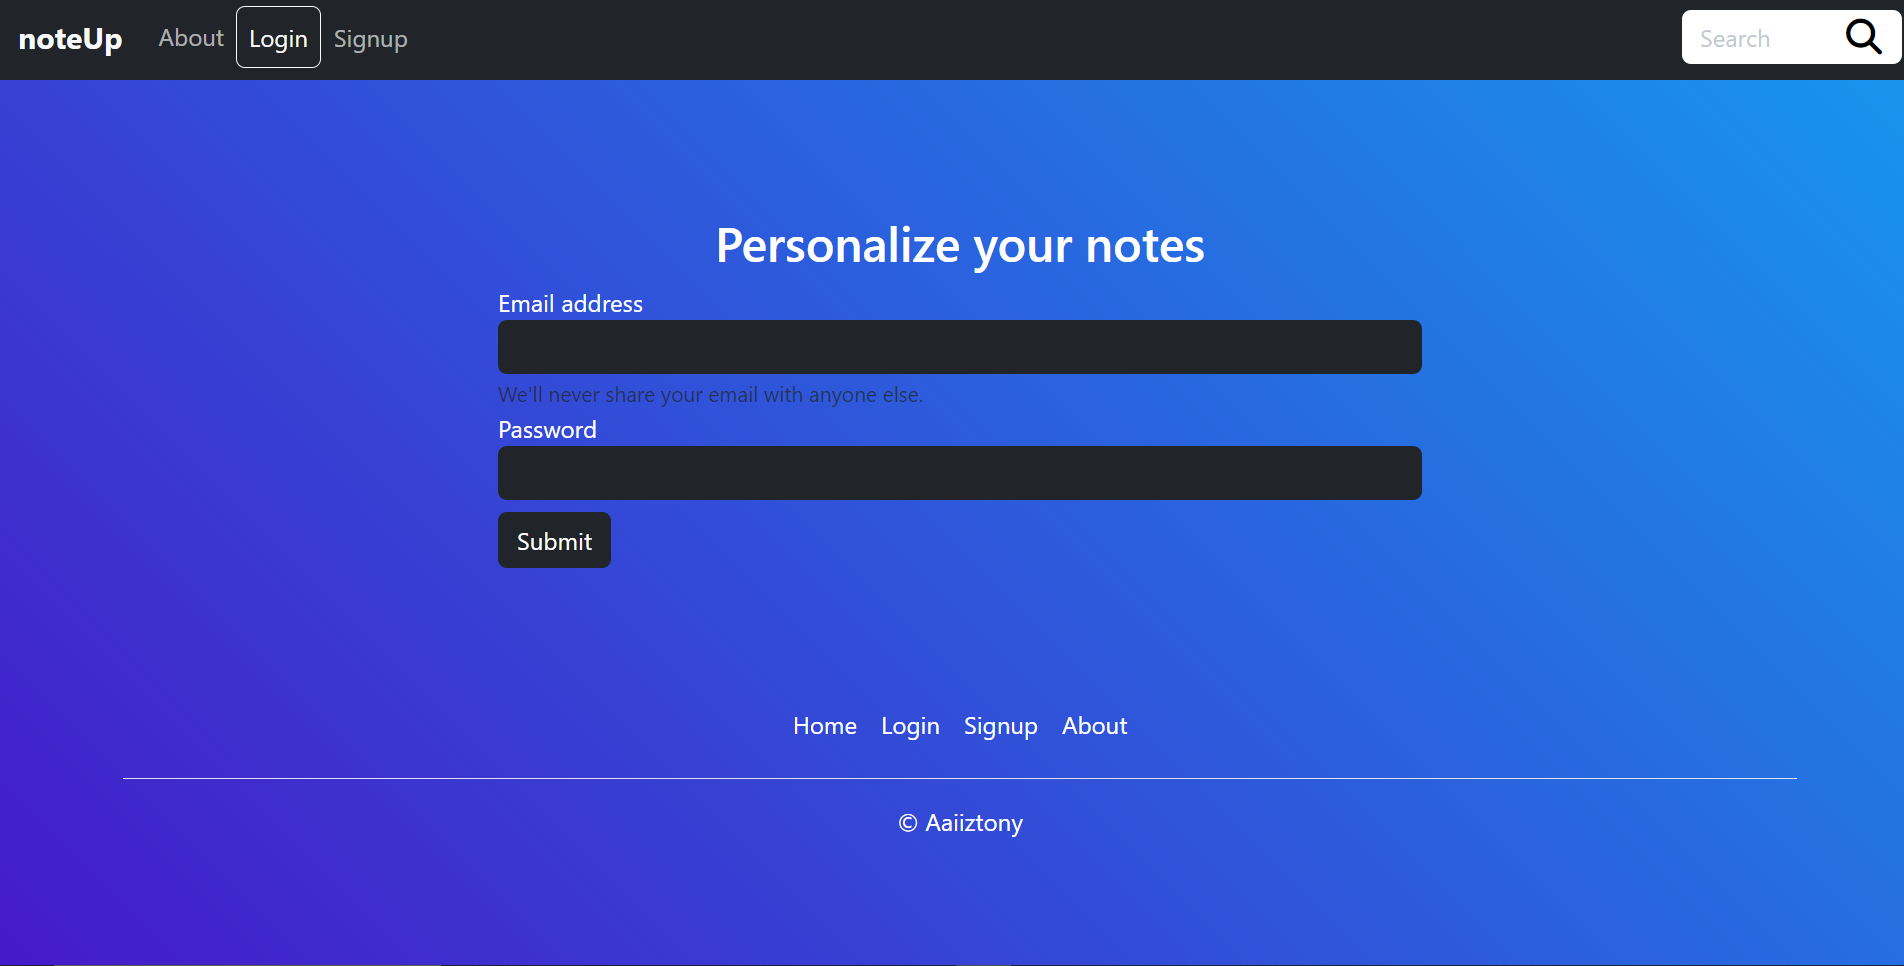 noteUp About Login Signup Search
Personalize your notes
Email address
We'll never share your email with anyone else.
Password
Submit
Home Login Signup About
© Aaiiztony